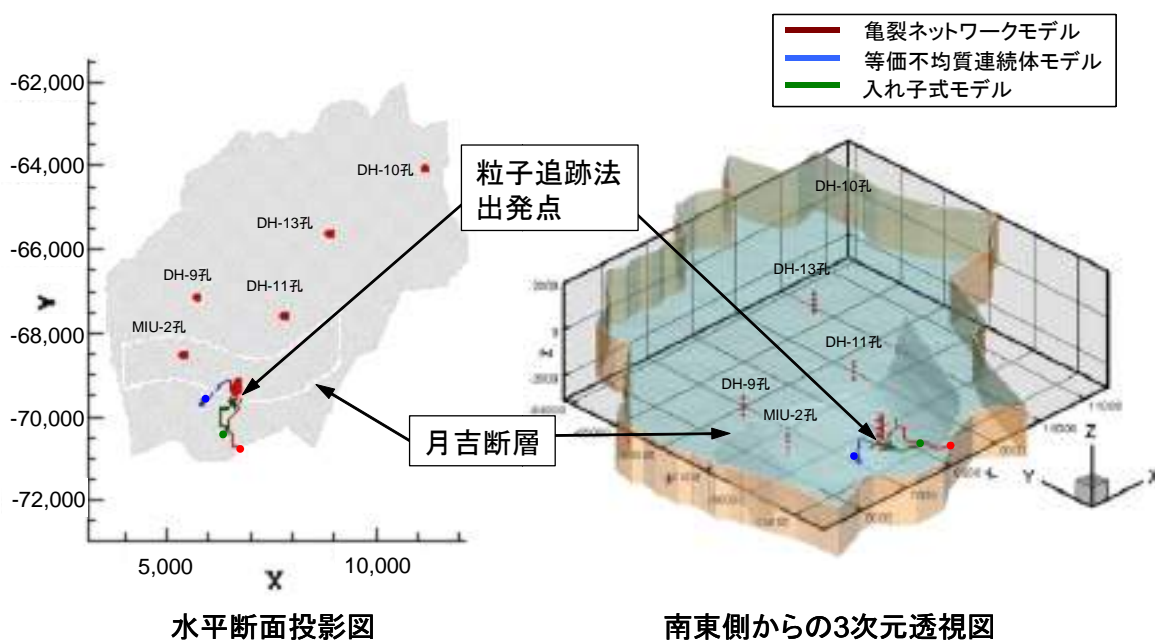 亀裂ネットワークモデル
等価不均質連続体モデル
入れ子式モデル
-62,000
-64,000
-66,000
-68,000
-70,000
-72,000
Y
5,000
10,000
X
DH-10孔
DH-13孔
DH-9孔
DH-11孔
MIU-2孔
粒子追跡法
出発点
月吉断層
DH-10孔
DH-13孔
DH-11孔
DH-9孔
MIU-2孔
Z
Y
X
水平断面投影図
南東側からの3次元透視図